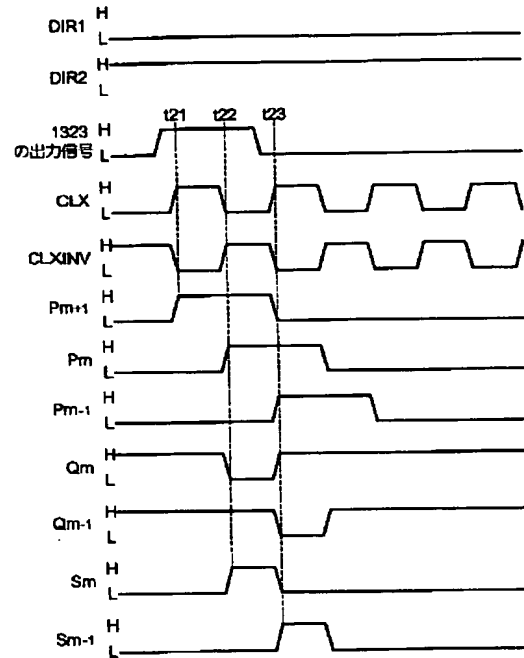 DIR1 H
L
DIR2 H
L
t21 t22 t23
1323
の出力信号 H
L
CLX H
L
CLXINV H
L
Pm+1 H
L
Pm H
L
Pm-1 H
L
Qm H
L
Qm-1 H
L
Sm H
L
Sm-1 H
L